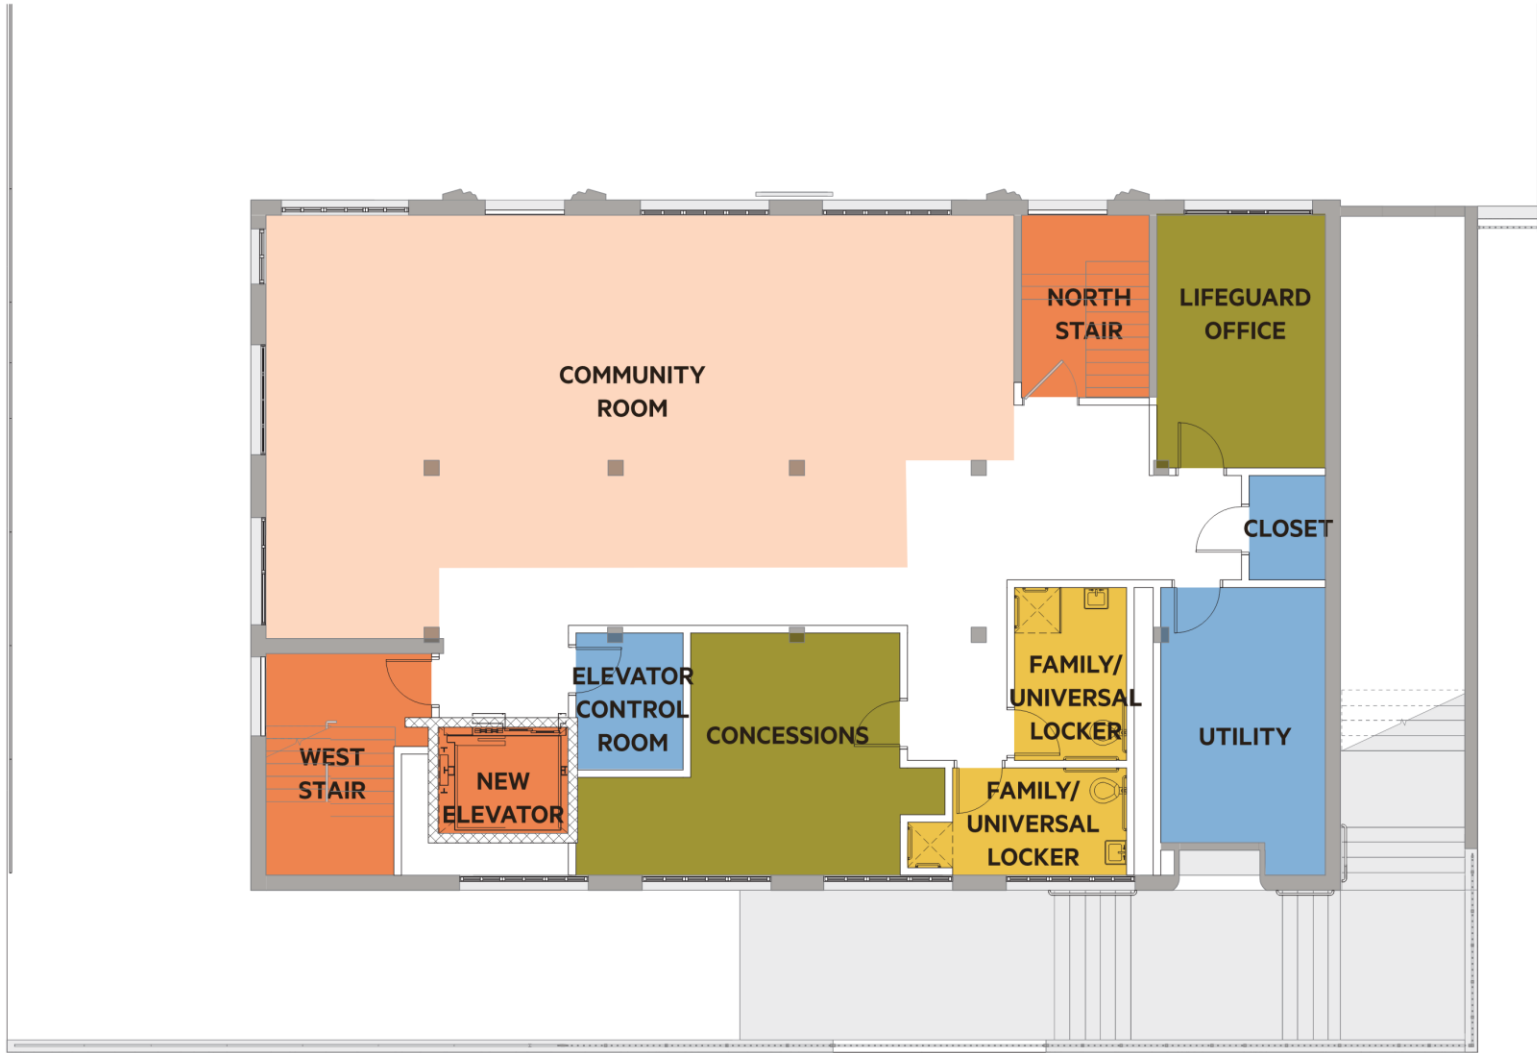 NORTH
STAIR
LIFEGUARD
OFFICE
COMMUNITY
ROOM
CLOSET
ELEVATOR
CONTROL
ROOM
CONCESSIONS
FAMILY/
UNIVERSAL
LOCKER
UTILITY
WEST
STAIR
NEW
ELEVATOR
FAMILY/
UNIVERSAL
LOCKER